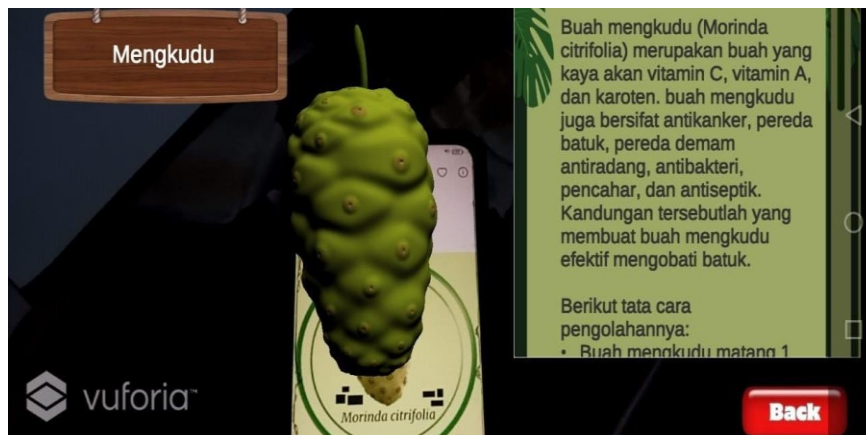 Mengkudu
Buah mengkudu (Morinda
citrifolia) merupakan buah yang
kaya akan vitamin C, vitamin A,
dan karoten. buah mengkudu
juga bersifat antikanker, pereda
batuk, pereda demam
antiradang, antibakteri,
pencahar, dan antiseptik.
Kandungan tersebutlah yang
membuat buah mengkudu
efektif mengobati batuk.
Berikut tata cara
pengolahannya:
• Buah mengkudu matang 1
Morinda citrifolia
vuforia™
Back